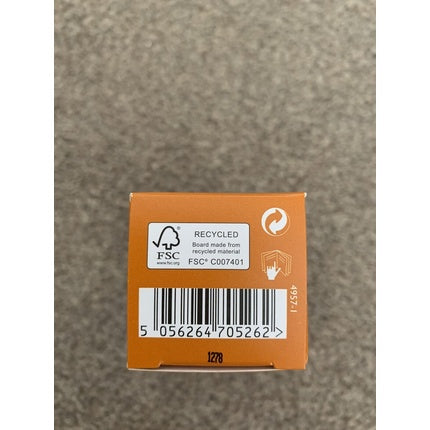 RECYCLED
Board made from
recycled material
FSC® C007401
FSC
www.fsc.org
4957-1
5 056264 705262 >
1278